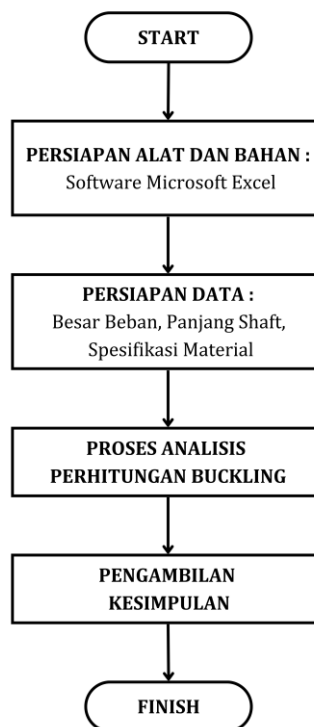 START
PERSIAPAN ALAT DAN BAHAN :
Software Microsoft Excel
PERSIAPAN DATA :
Besar Beban, Panjang Shaft,
Spesifikasi Material
PROSES ANALISIS
PERHITUNGAN BUCKLING
PENGAMBILAN
KESIMPULAN
FINISH